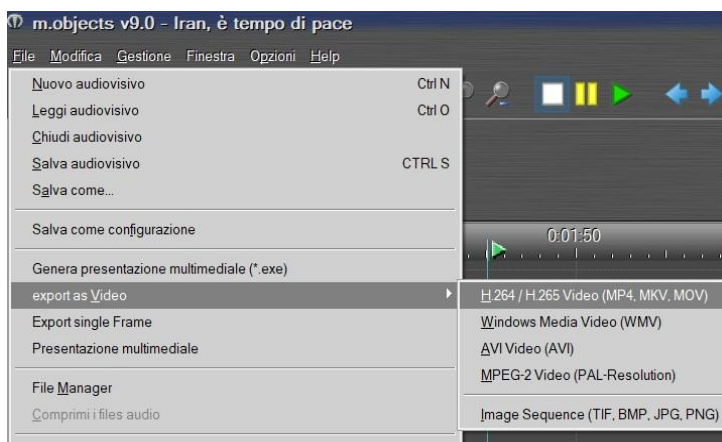 m.objects v9.0 - Iran, è tempo di pace
File Modifica Gestione Finestra Opzioni Help
Nuovo audiovisivo Ctrl N
Leggi audiovisivo Ctrl O
Chiudi audiovisivo
Salva audiovisivo CTRL S
Salva come...
Salva come configurazione
0:01:50
Genera presentazione multimediale (*.exe)
export as Video
H.264 / H.265 Video (MP4, MKV, MOV)
Export single Frame
Windows Media Video (WMV)
Presentazione multimediale
AVI Video (AVI)
MPEG-2 Video (PAL-Resolution)
File Manager
Comprimi i files audio
Image Sequence (TIF, BMP, JPG, PNG)